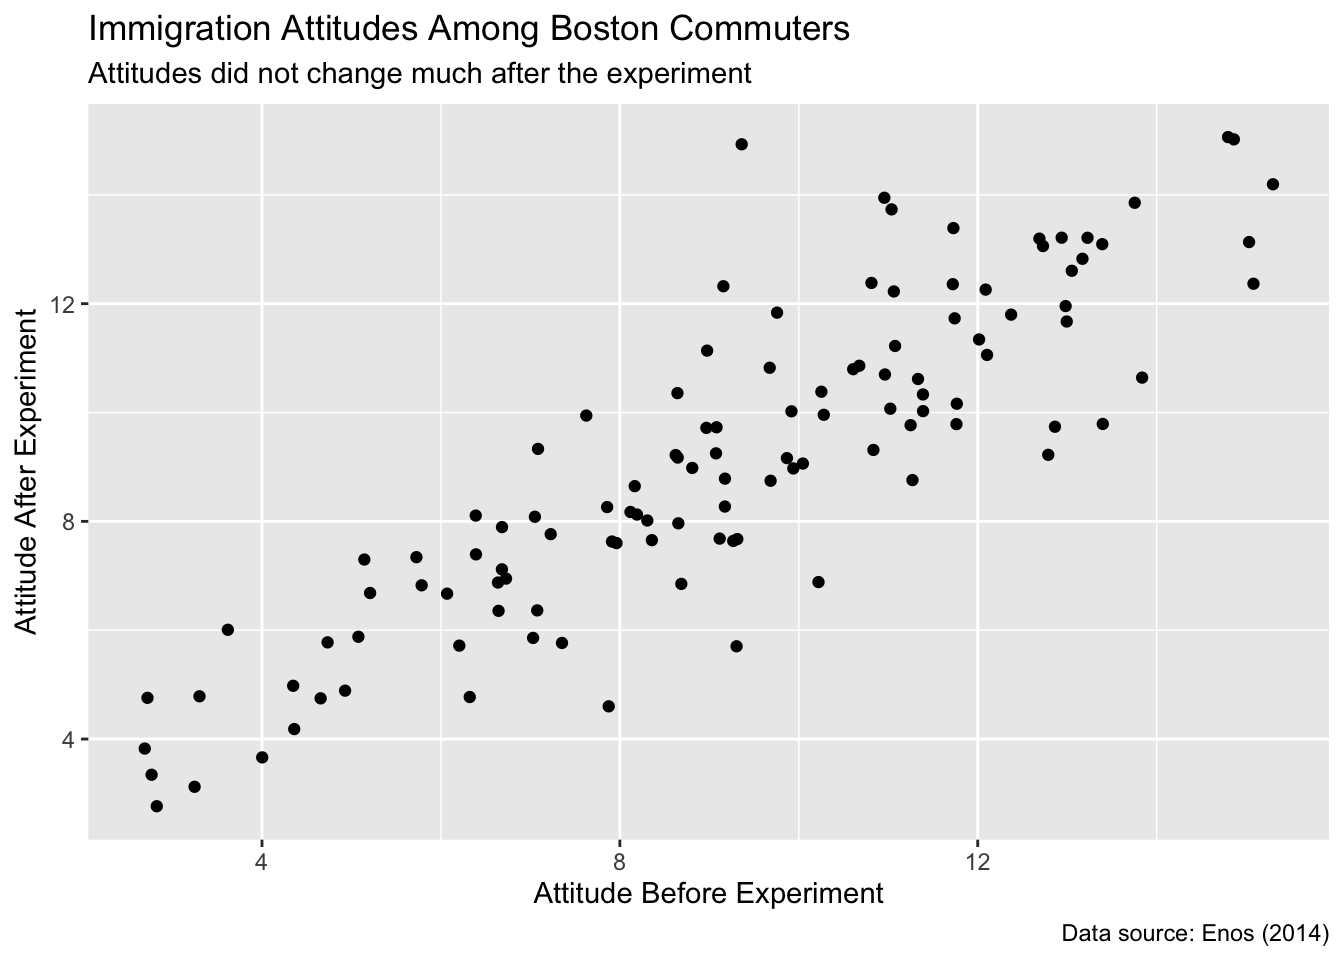 Immigration Attitudes Among Boston Commuters
Attitudes did not change much after the experiment
Attitude After Experiment
12
8
4
4 8 12
Attitude Before Experiment
Data source: Enos (2014)